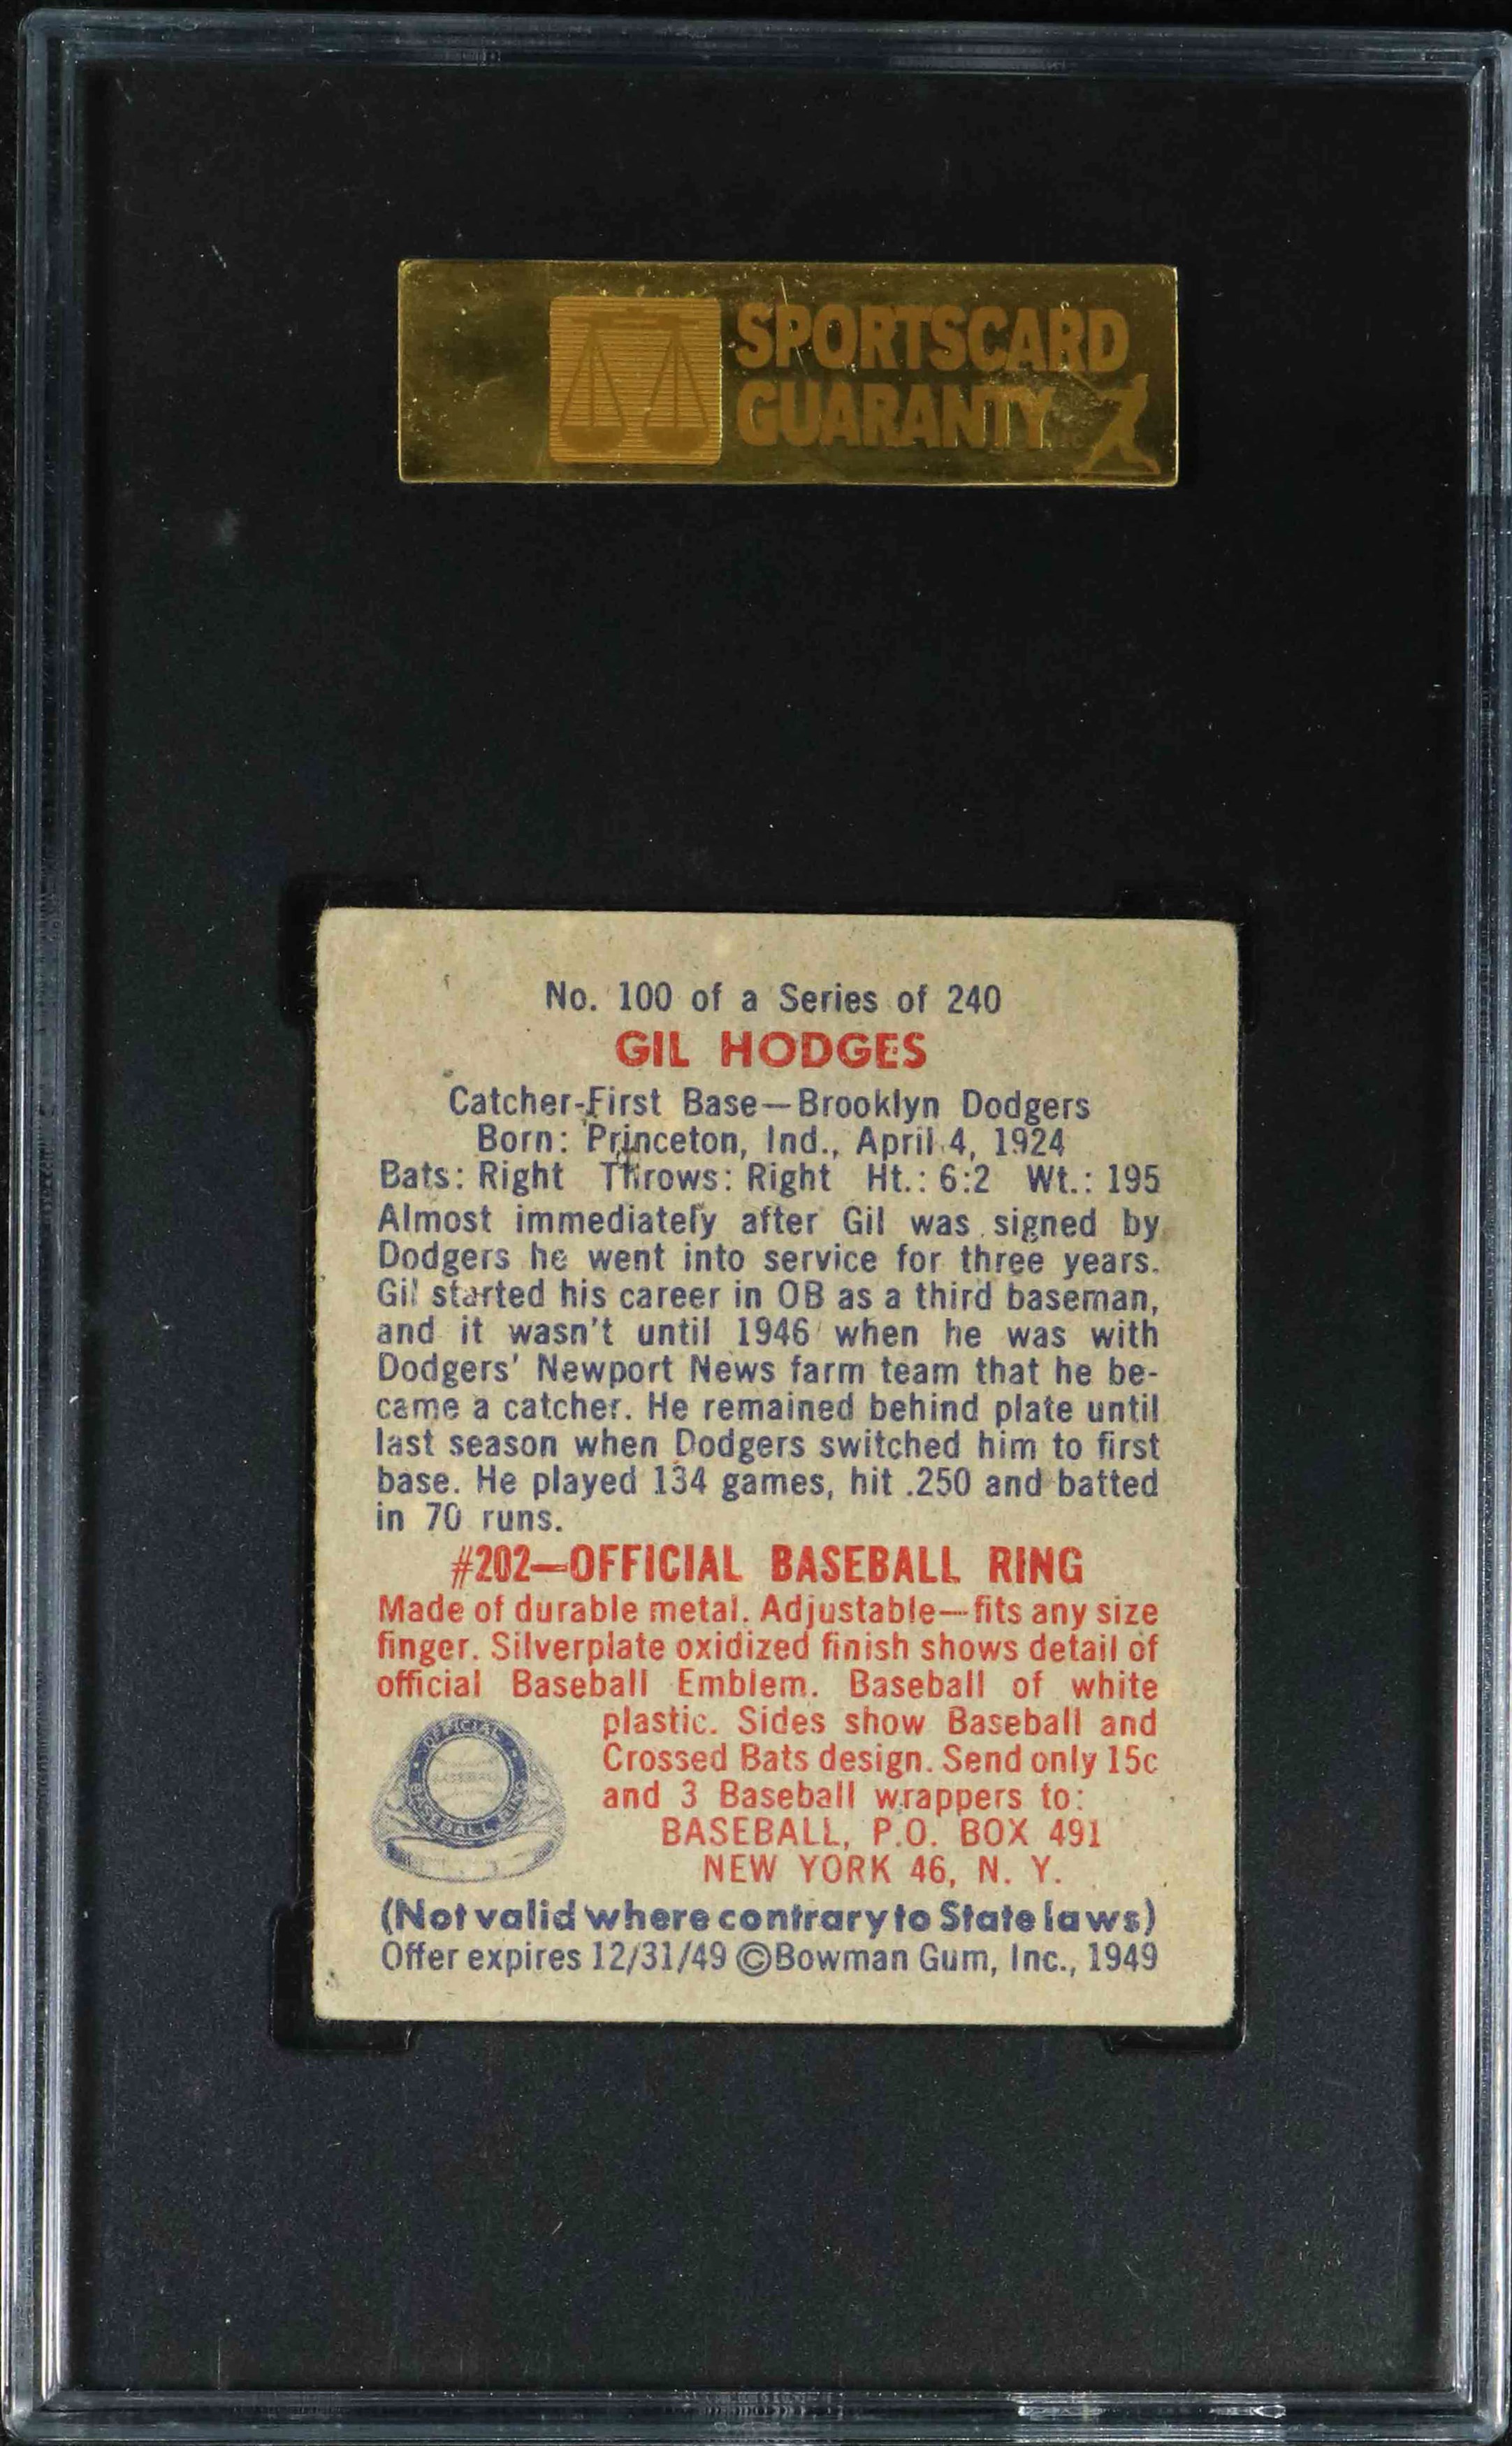 SPORTSCARD
GUARANTY
No. 100 of a Series of 240
GIL HODGES
Catcher-First Base—Brooklyn Dodgers
Born: Princeton, Ind., April 4, 1924
Bats: Right Throws: Right Ht.: 6:2 Wt.: 195
Almost immediately after Gil was signed by
Dodgers he went into service for three years.
Gil started his career in OB as a third baseman,
and it wasn't until 1946 when he was with
Dodgers' Newport News farm team that he be-
came a catcher. He remained behind plate until
last season when Dodgers switched him to first
base. He played 134 games, hit .250 and batted
in 70 runs.
#202—OFFICIAL BASEBALL RING
Made of durable metal. Adjustable—fits any size
finger. Silverplate oxidized finish shows detail of
official Baseball Emblem. Baseball of white
plastic. Sides show Baseball and
Crossed Bats design. Send only 15c
and 3 Baseball wrappers to:
BASEBALL, P.O. BOX 491
NEW YORK 46, N. Y.
OFFICIAL
BASEBALL RING
(Not valid where contrary to State laws)
Offer expires 12/31/49 ©Bowman Gum, Inc., 1949